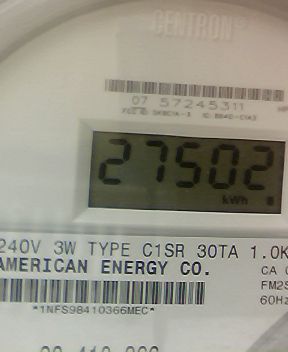 CENTRON®
07 57245311
27502
kWh
240V 3W TYPE C1SR 30TA 1.0K
AMERICAN ENERGY CO.
CA
FM2S
60Hz
*1NFS98410366MEC*